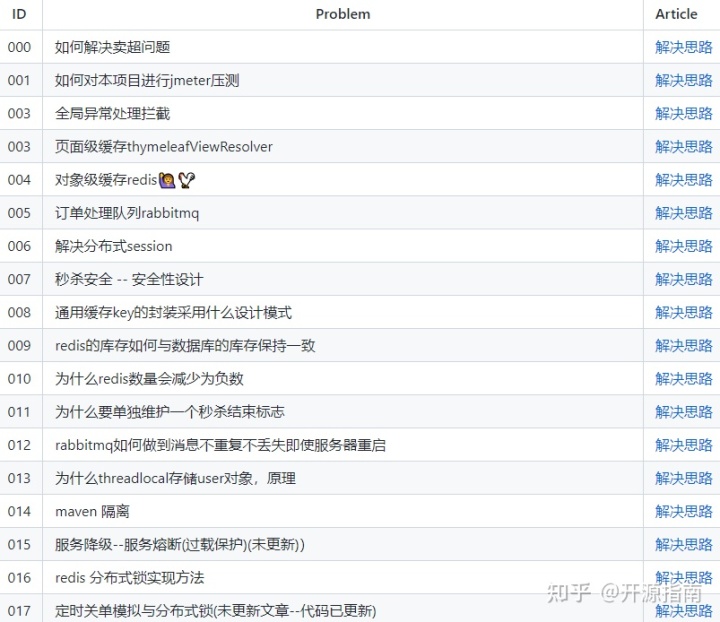 ID Problem Article
000 如何解决卖超问题 解决思路
001 如何对本项目进行jmeter压测 解决思路
003 全局异常处理拦截 解决思路
003 页面级缓存thymeleafViewResolver 解决思路
004 对象级缓存redis🙋🐓 解决思路
005 订单处理队列rabbitmq 解决思路
006 解决分布式session 解决思路
007 秒杀安全 -- 安全性设计 解决思路
008 通用缓存key的封装采用什么设计模式 解决思路
009 redis的库存如何与数据库的库存保持一致 解决思路
010 为什么redis数量会减少为负数 解决思路
011 为什么要单独维护一个秒杀结束标志 解决思路
012 rabbitmq如何做到消息不重复不丢失即使服务器重启 解决思路
013 为什么threadlocal存储user对象，原理 解决思路
014 maven 隔离 解决思路
015 服务降级--服务熔断(过载保护)(未更新)) 解决思路
016 redis 分布式锁实现方法 解决思路
知乎 @开源指南
017 定时关单模拟与分布式锁(未更新文章--代码已更新) 解决思路